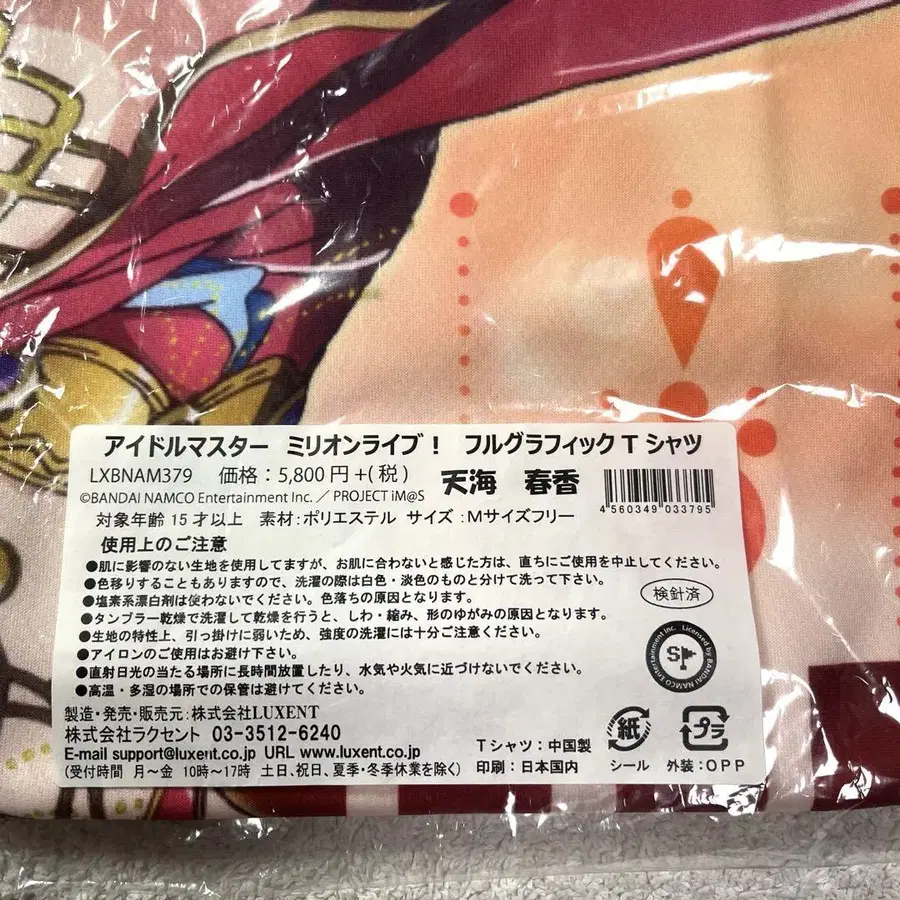 アイドルマスター ミリオンライブ! フルグラフィックTシャツ
LXBNAM379 価格:5,800円+(税) 天海 春香
©BANDAI NAMCO Entertainment Inc. / PROJECT iM@S
4560349033795
対象年齢 15才以上 素材:ポリエステル サイズ:Mサイズフリー
使用上のご注意
●肌に影響のない生地を使用してますが、お肌に合わないと感じた方は、直ちにご使用を中止してください。
●色移りすることもありますので、洗濯の際は白色・淡色のものと分けて洗って下さい。
●塩素系漂白剤は使わないでください。色落ちの原因となります。
●タンブラー乾燥で洗濯して乾燥を行うと、しわ・縮み、形のゆがみの原因となります。
●生地の特性上、引っ掛けに弱いため、強度の洗濯には十分ご注意ください。
●アイロンのご使用はお避け下さい。
●直射日光の当たる場所に長時間放置したり、水気や火気に近づけないでください。
●高温・多湿の場所での保管は避けてください。
検針済
Licensed by BANDAI NAMCO Entertainment Inc.
S
製造・発売・販売元:株式会社LUXENT
株式会社ラクセント 03-3512-6240
E-mail support@luxent.co.jp URL www.luxent.co.jp
(受付時間 月〜金 10時〜17時 土日、祝日、夏季・冬季休業を除く)
Tシャツ:中国製
印刷:日本国内
紙
シール
プラ
外装:OPP